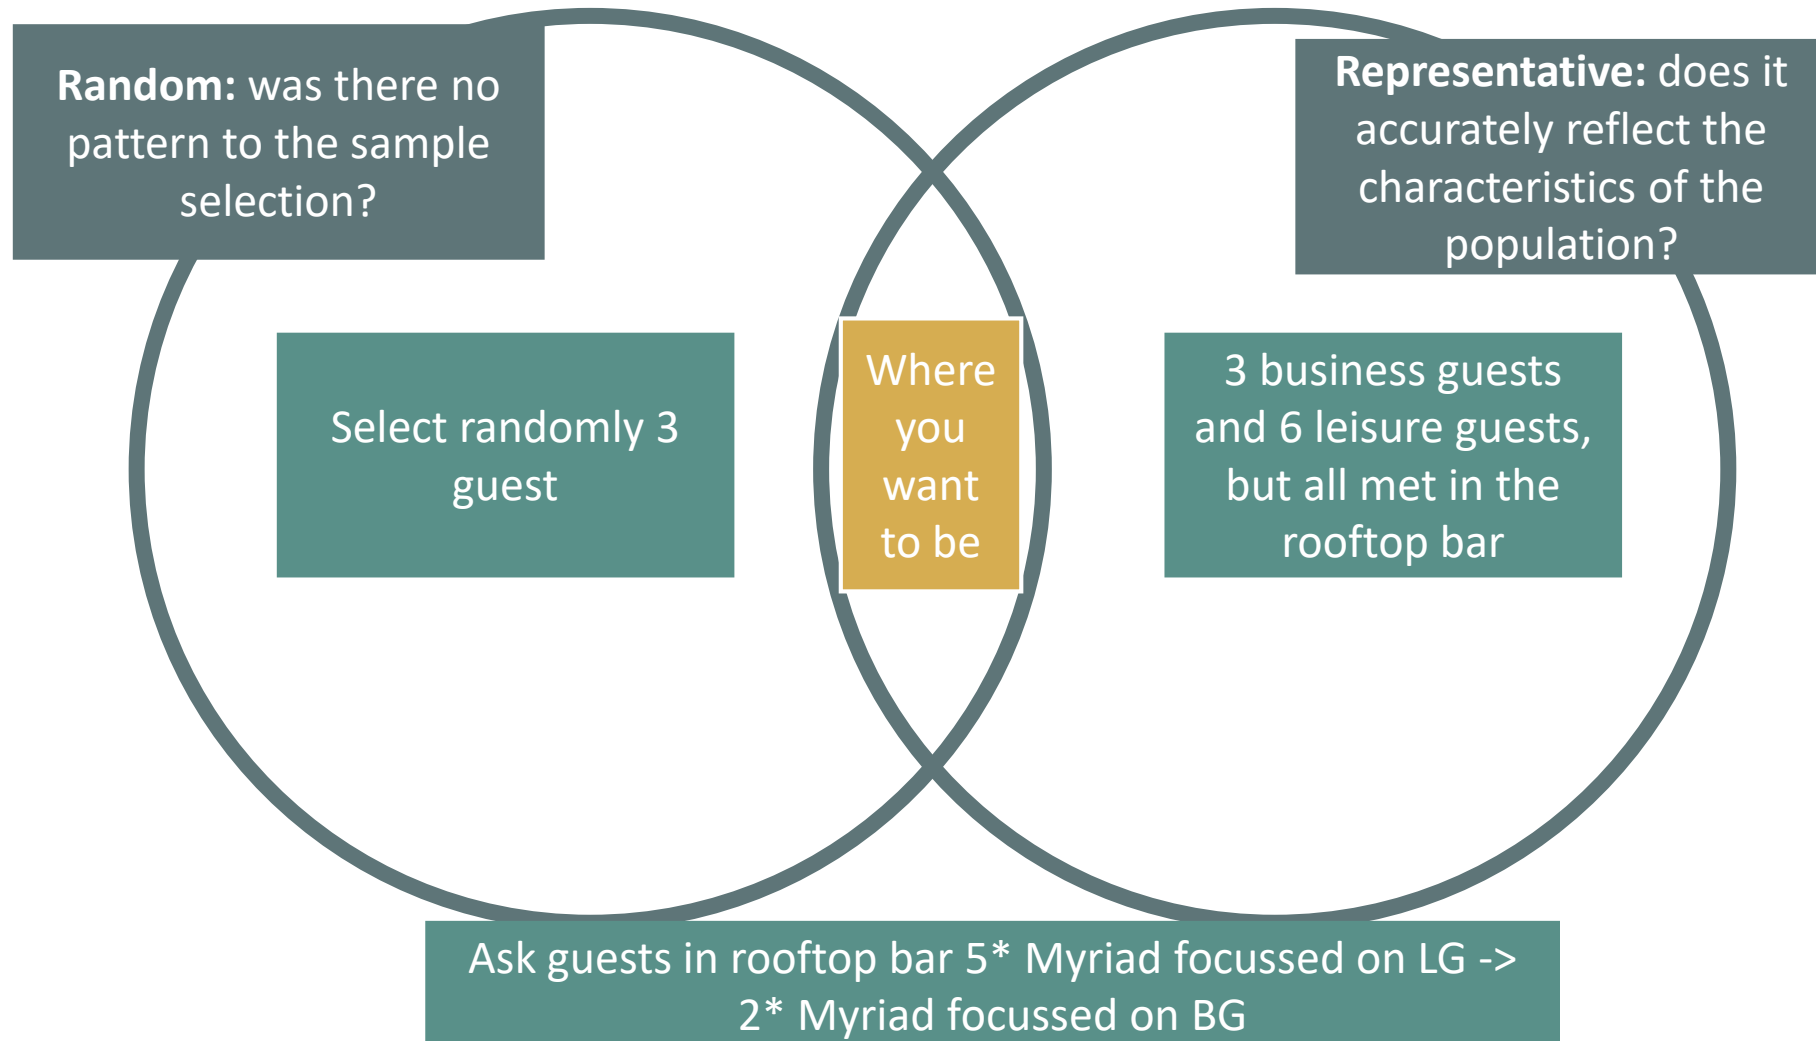 Random: was there no
pattern to the sample
selection?
Representative: does it
accurately reflect the
characteristics of the
population?
Select randomly 3
guest
Where
you
want
to be
3 business guests
and 6 leisure guests,
but all met in the
rooftop bar
Ask guests in rooftop bar 5* Myriad focussed on LG ->
2* Myriad focussed on BG